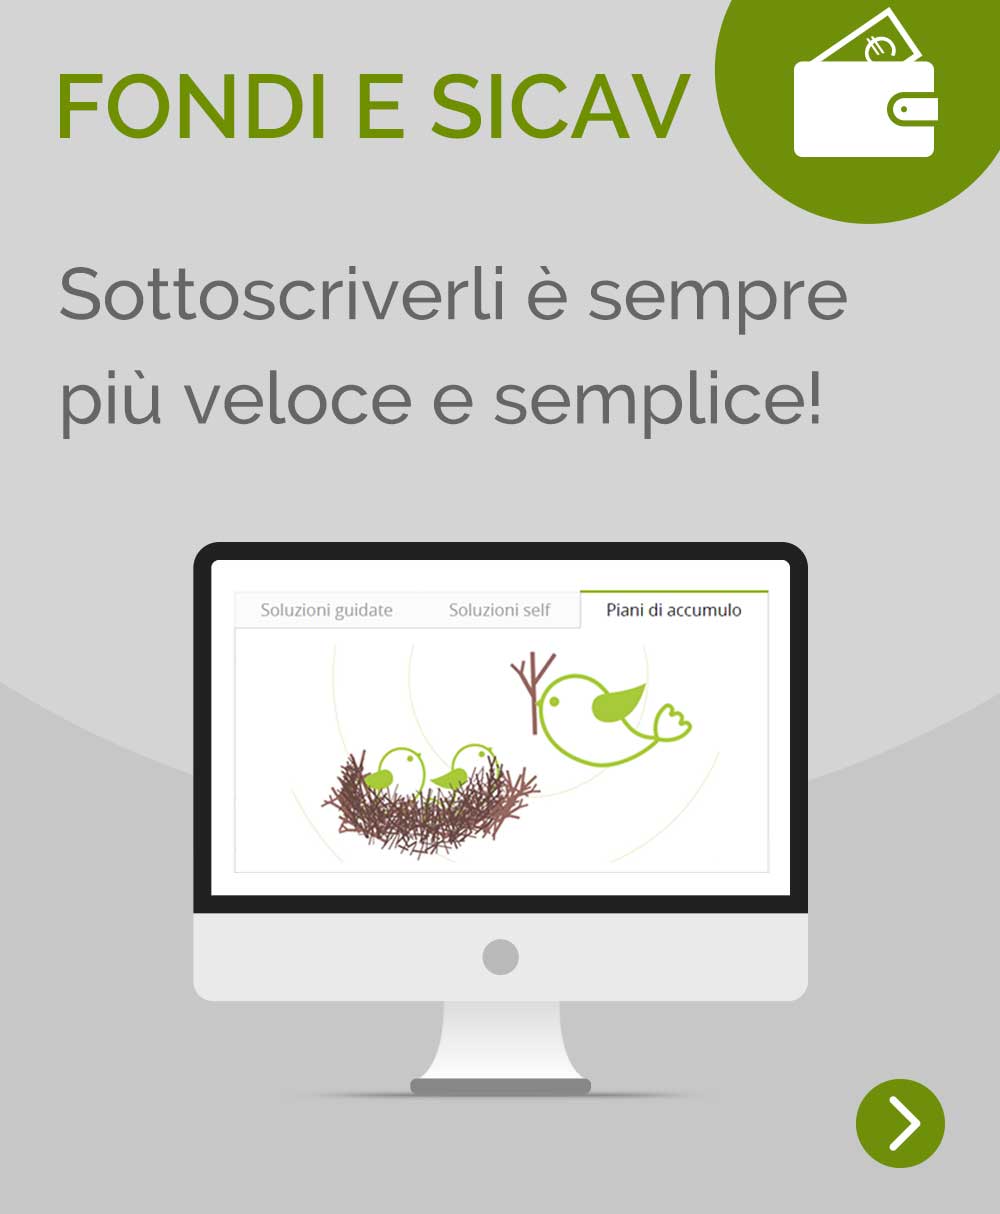 FONDI E SICAV
Sottoscriverli è sempre
più veloce e semplice!
Soluzioni guidate Soluzioni self Piani di accumulo